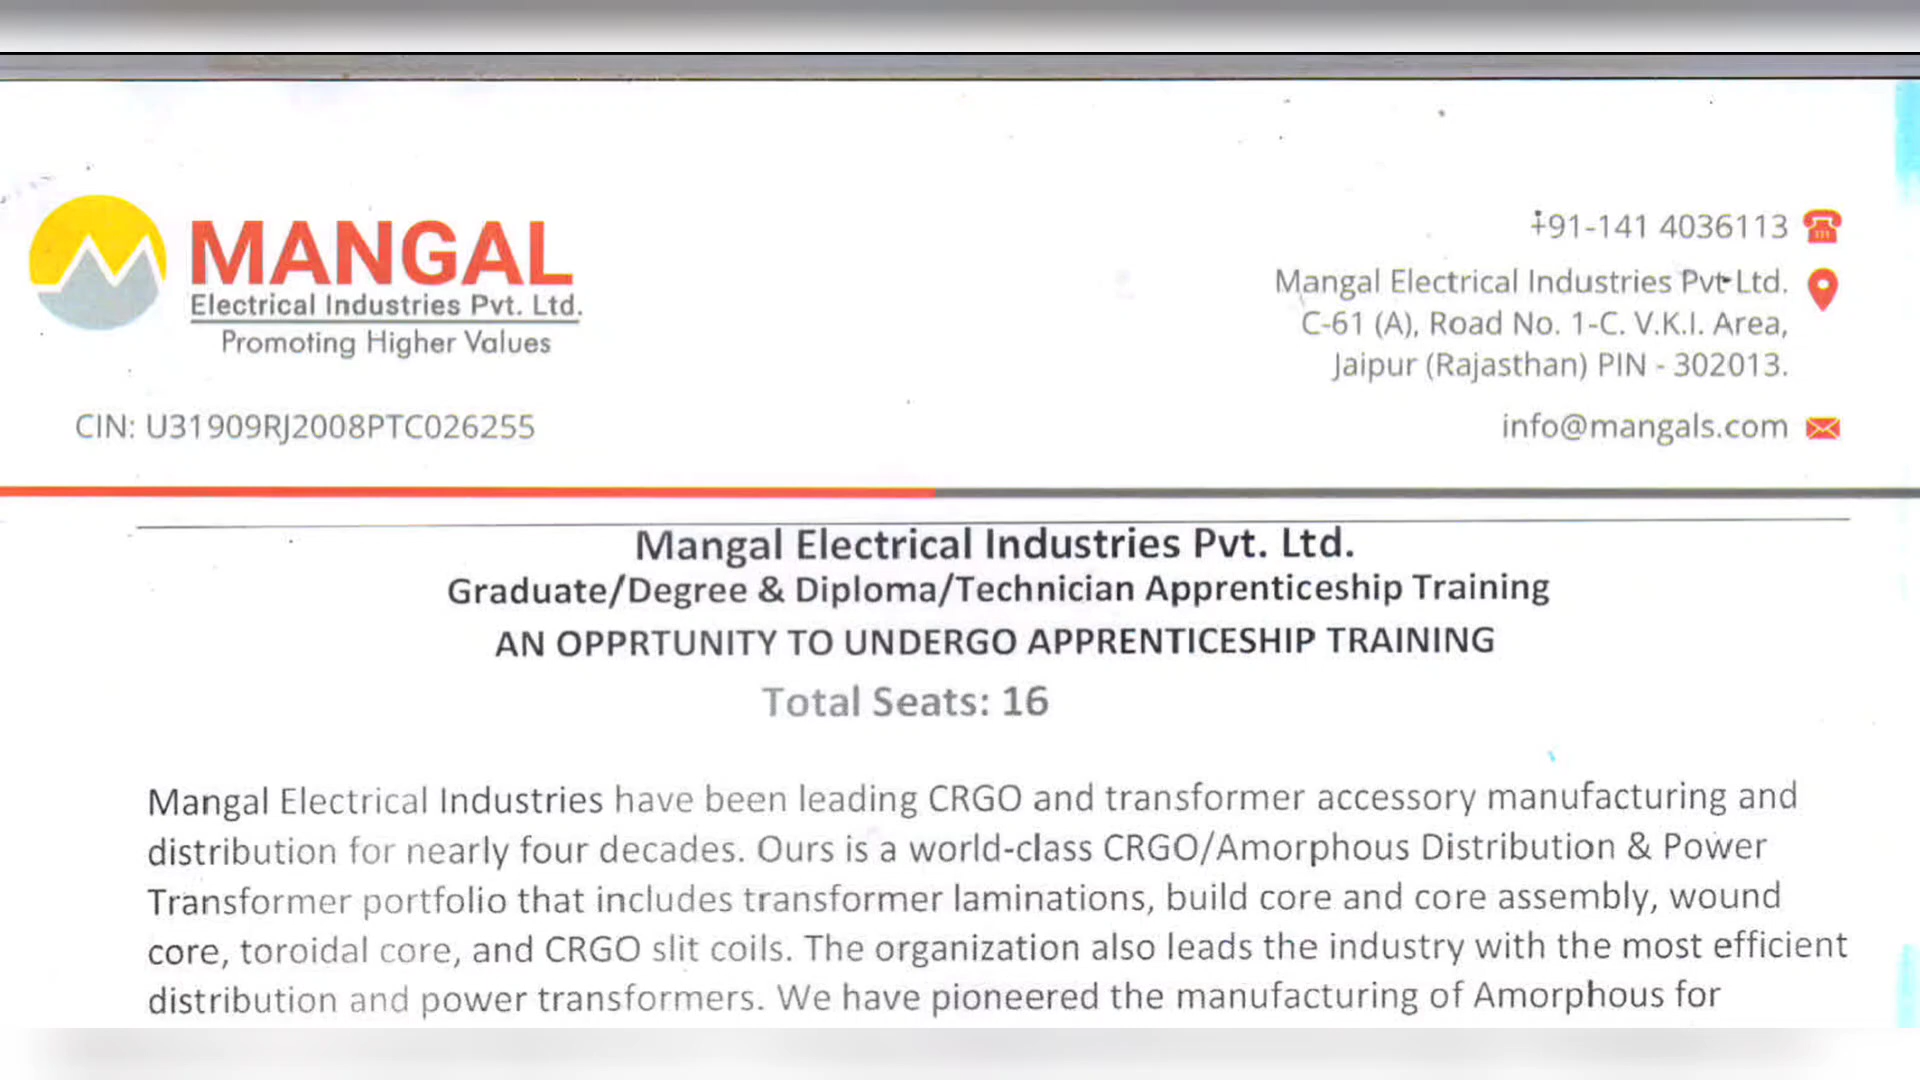 MANGAL
Electrical Industries Pvt. Ltd.
Promoting Higher Values
CIN: U31909RJ2008PTC026255
+91-141 4036113
Mangal Electrical Industries Pvt Ltd.
C-61 (A), Road No. 1-C. V.K.I. Area,
Jaipur (Rajasthan) PIN - 302013.
info@mangals.com
Mangal Electrical Industries Pvt. Ltd.
Graduate/Degree & Diploma/Technician Apprenticeship Training
AN OPPRTUNITY TO UNDERGO APPRENTICESHIP TRAINING
Total Seats: 16
Mangal Electrical Industries have been leading CRGO and transformer accessory manufacturing and
distribution for nearly four decades. Ours is a world-class CRGO/Amorphous Distribution & Power
Transformer portfolio that includes transformer laminations, build core and core assembly, wound
core, toroidal core, and CRGO slit coils. The organization also leads the industry with the most efficient
distribution and power transformers. We have pioneered the manufacturing of Amorphous for